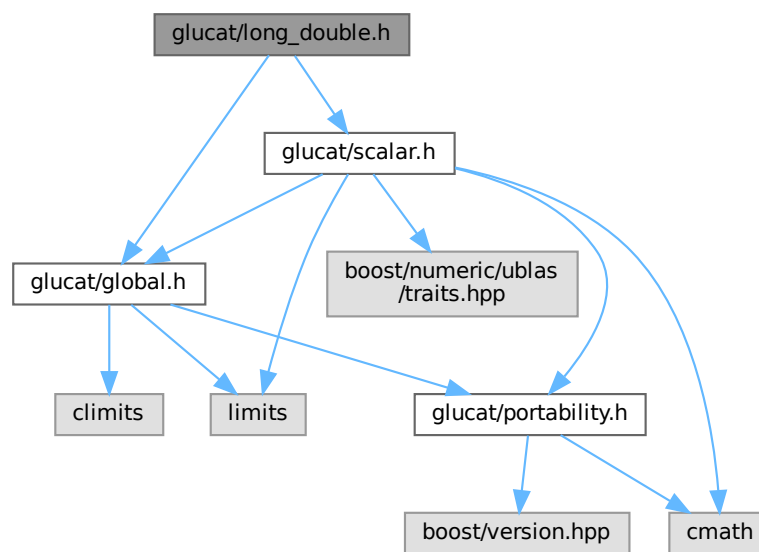 glucat/long_double.h
glucat/scalar.h
boost/numeric/ublas
/traits.hpp
glucat/global.h
climits
limits
glucat/portability.h
boost/version.hpp
cmath